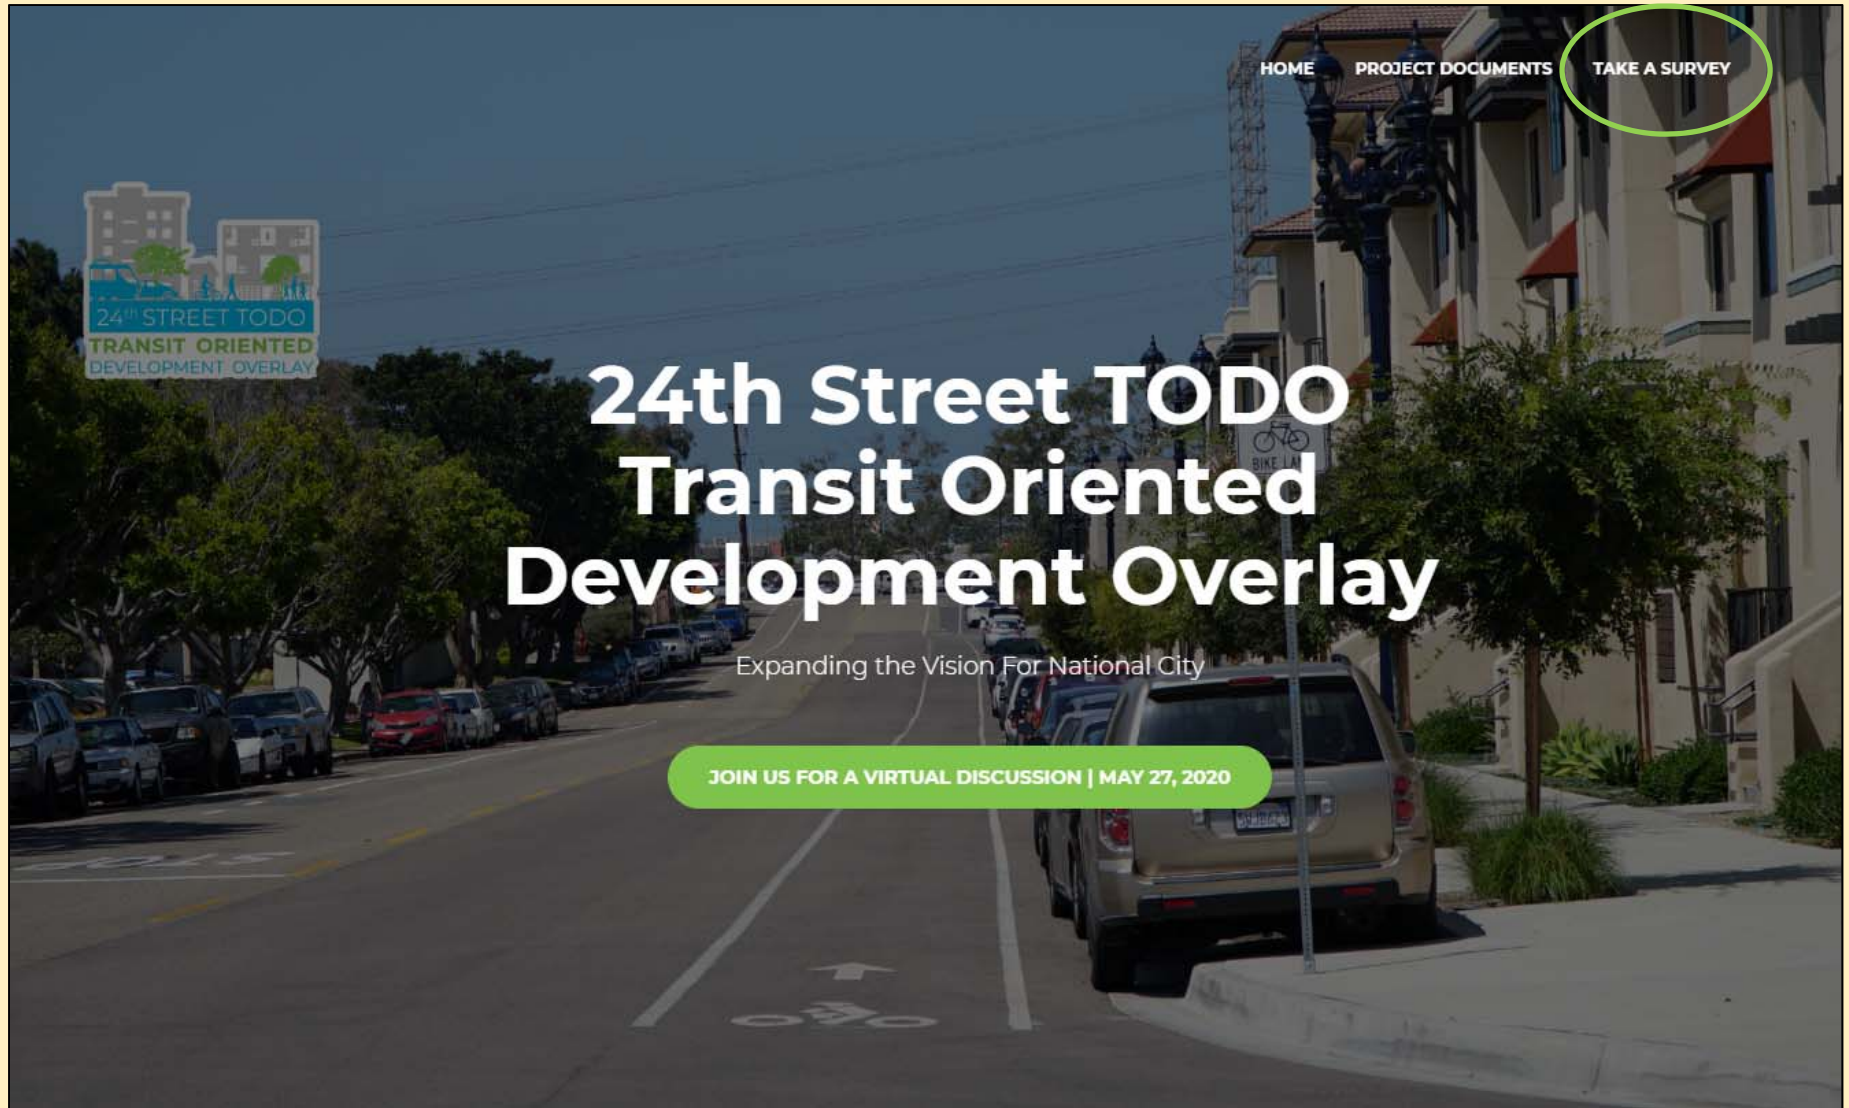 HOME PROJECT DOCUMENTS TAKE A SURVEY
24th STREET TODO
TRANSIT ORIENTED
DEVELOPMENT OVERLAY
24th Street TODO
Transit Oriented
Development Overlay
BIKE LANE
Expanding the Vision For National City
JOIN US FOR A VIRTUAL DISCUSSION | MAY 27, 2020
STOP